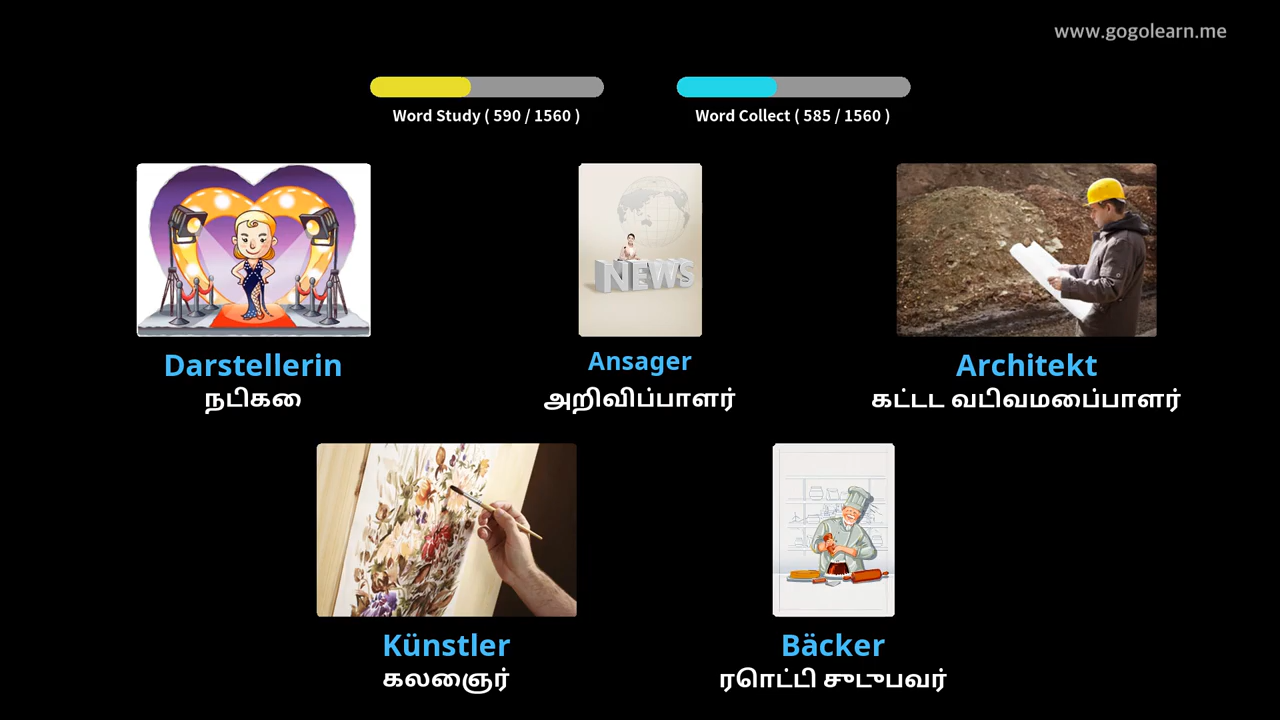 www.gogolearn.me
Word Study ( 590 / 1560 )
Word Collect ( 585 / 1560 )
NEWS
Darstellerin
நடிகை
Ansager
அறிவிப்பாளர்
Architekt
கட்டட வடிவமைப்பாளர்
Künstler
கலைஞர்
Bäcker
ரொட்டி சுடுபவர்